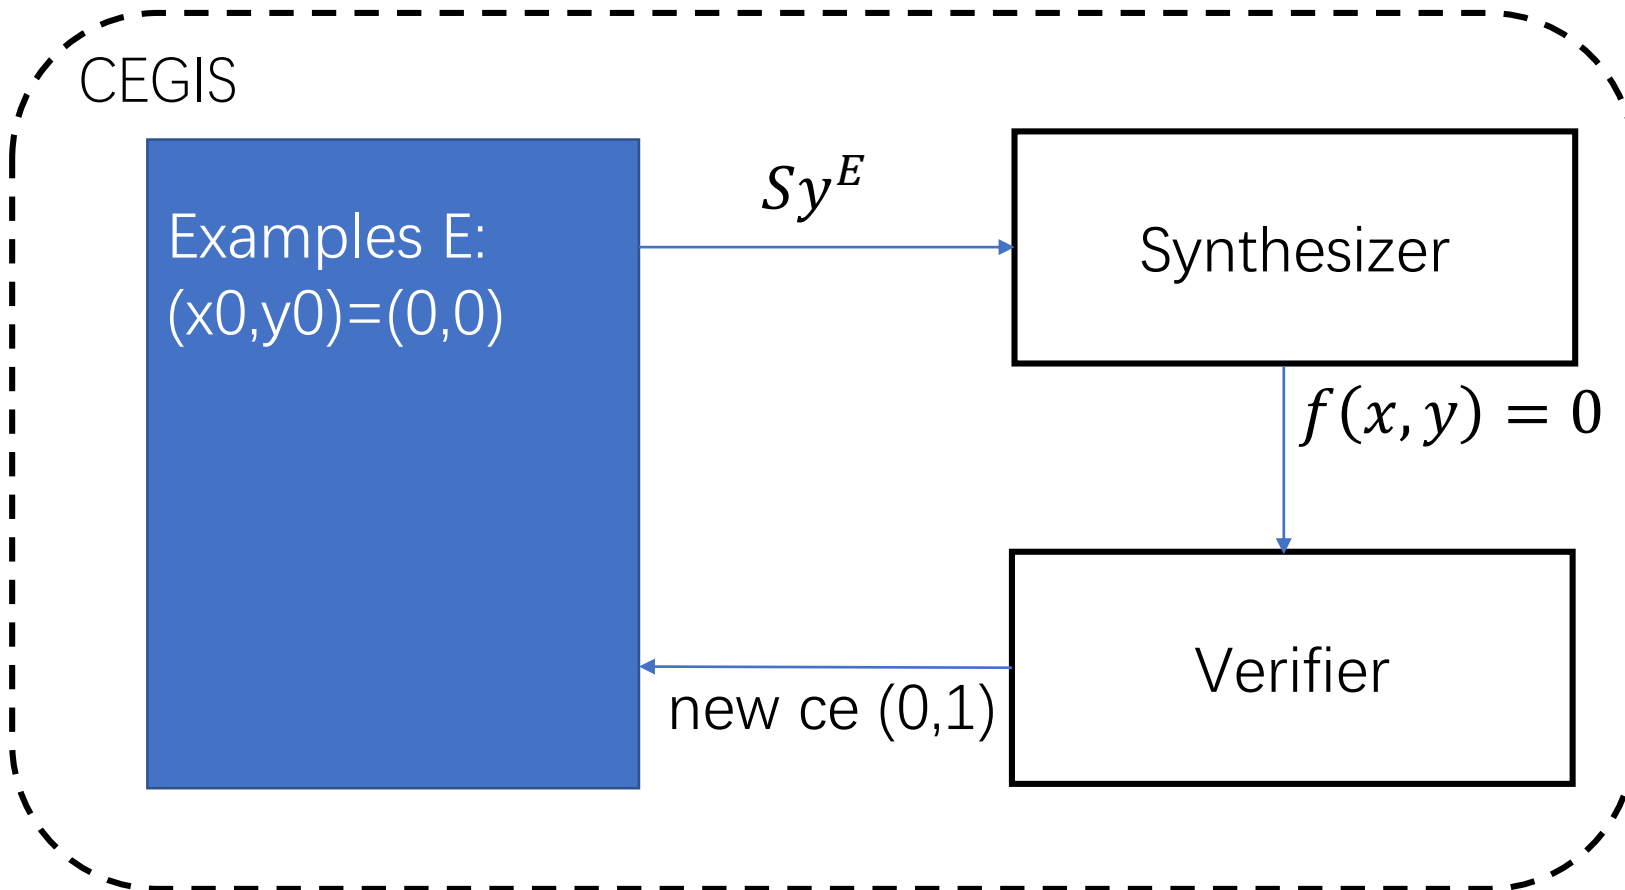 CEGIS
Examples E:
(x0,y0)=(0,0)
Sy^E
Synthesizer
f(x, y) = 0
Verifier
new ce (0,1)